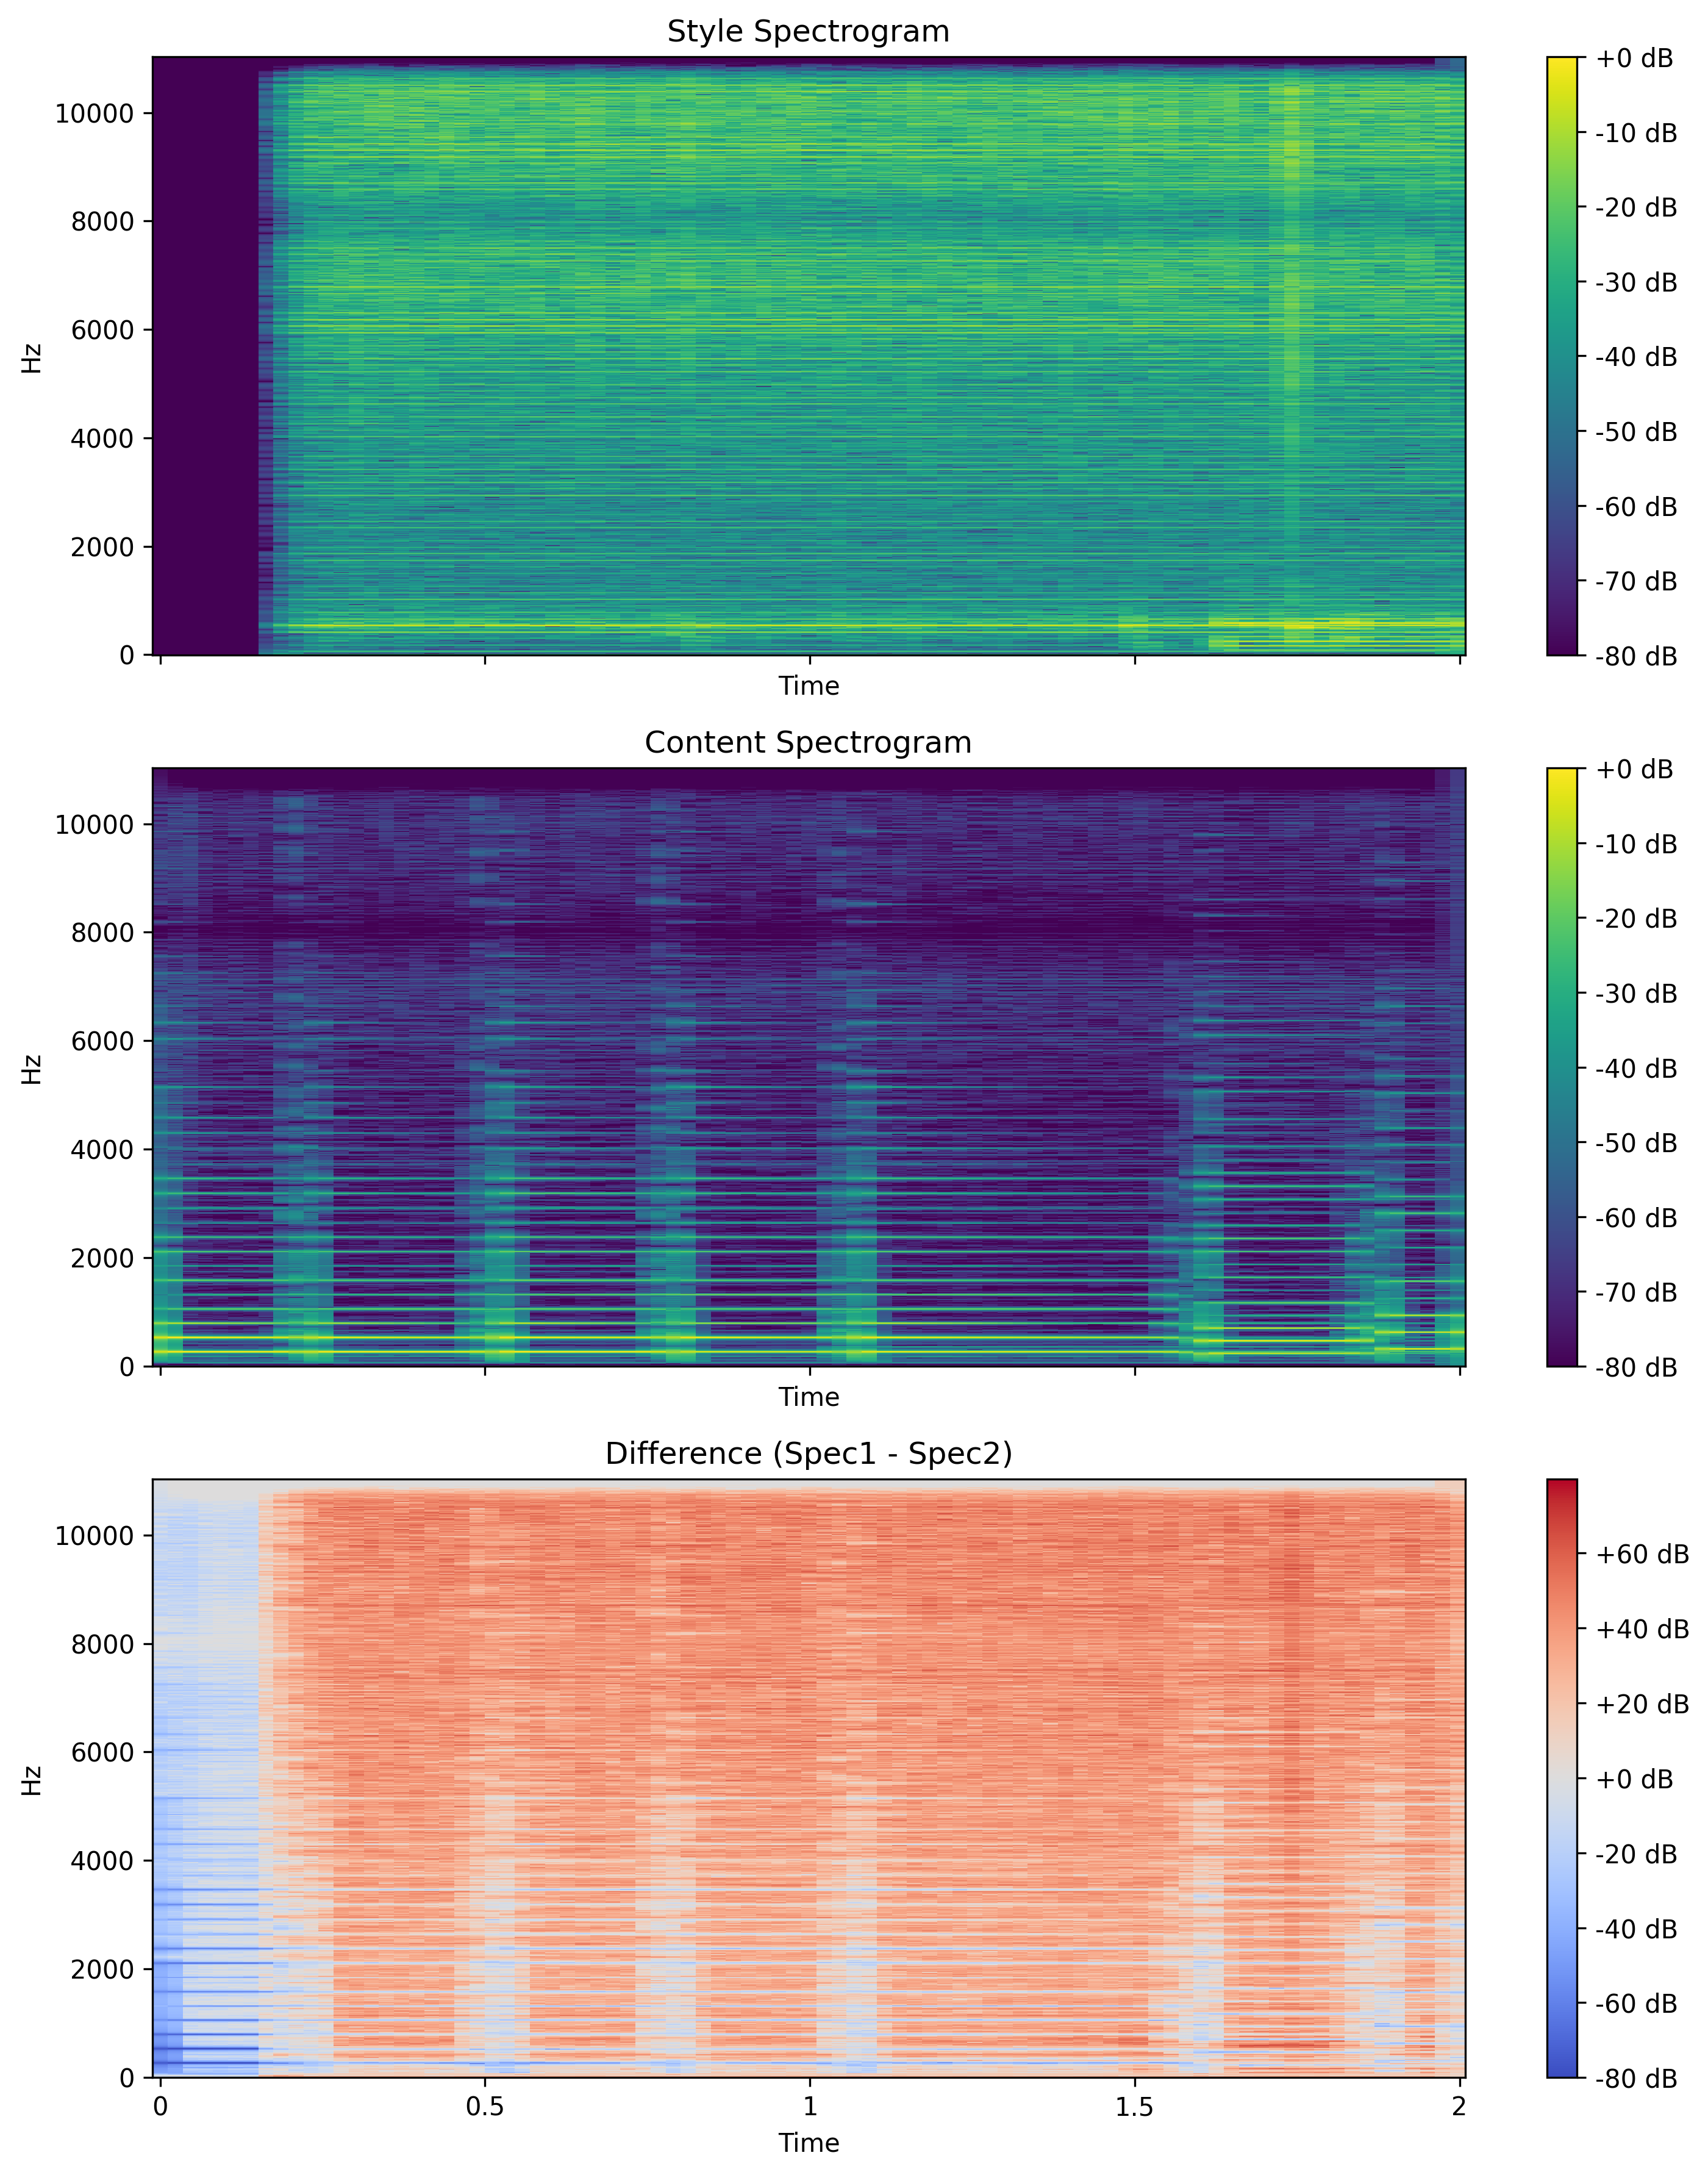 Style Spectrogram
10000
8000
6000
4000
2000
0
Hz
Time
+0 dB
-10 dB
-20 dB
-30 dB
-40 dB
-50 dB
-60 dB
-70 dB
-80 dB
Content Spectrogram
10000
8000
6000
4000
2000
0
Hz
Time
+0 dB
-10 dB
-20 dB
-30 dB
-40 dB
-50 dB
-60 dB
-70 dB
-80 dB
Difference (Spec1 - Spec2)
10000
8000
6000
4000
2000
0
Hz
0 0.5 1 1.5 2
Time
+60 dB
+40 dB
+20 dB
+0 dB
-20 dB
-40 dB
-60 dB
-80 dB